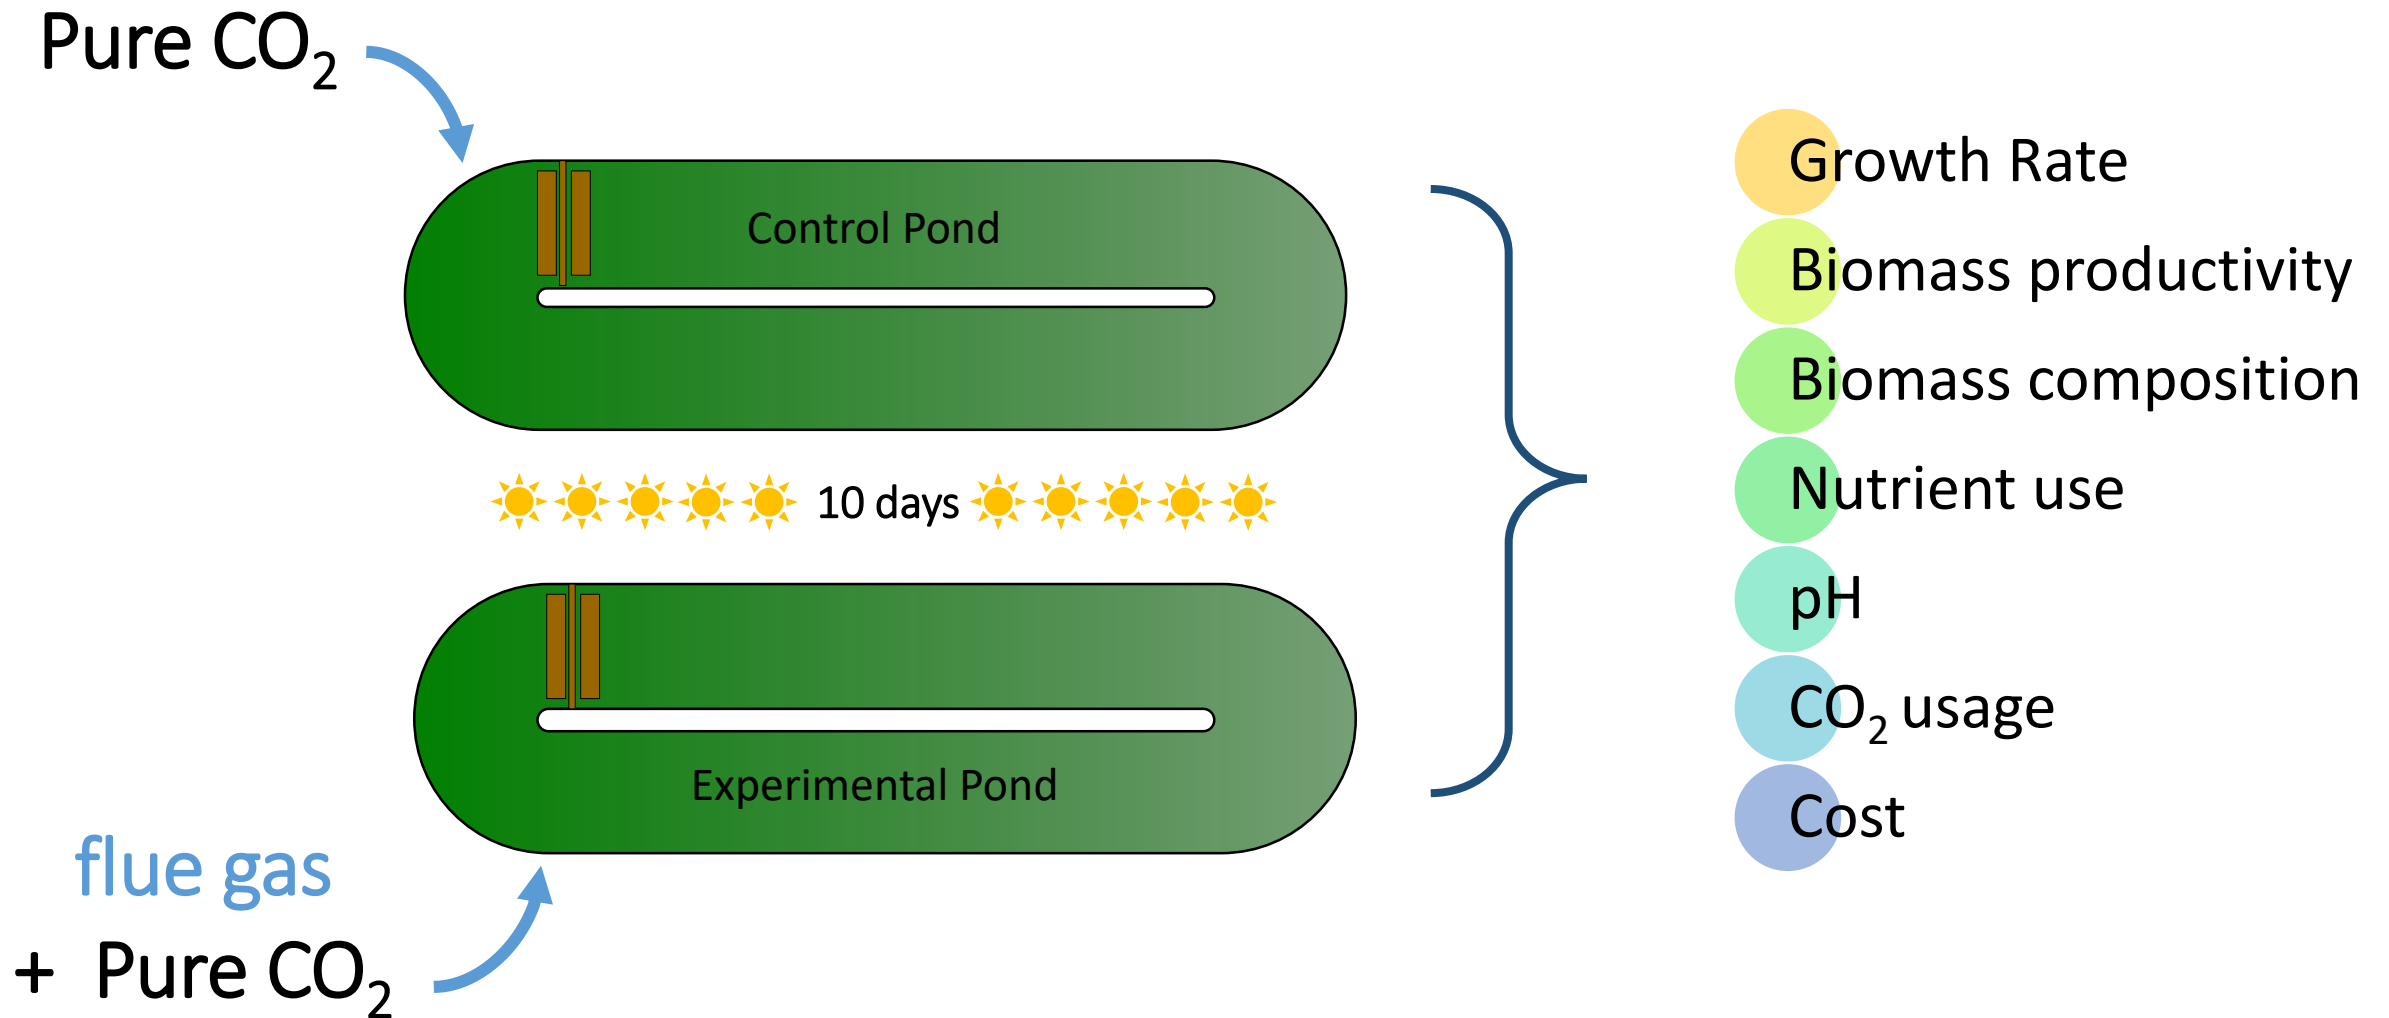 Pure CO₂
Control Pond
10 days
Experimental Pond
flue gas
+ Pure CO₂
Growth Rate
Biomass productivity
Biomass composition
Nutrient use
pH
CO₂ usage
Cost